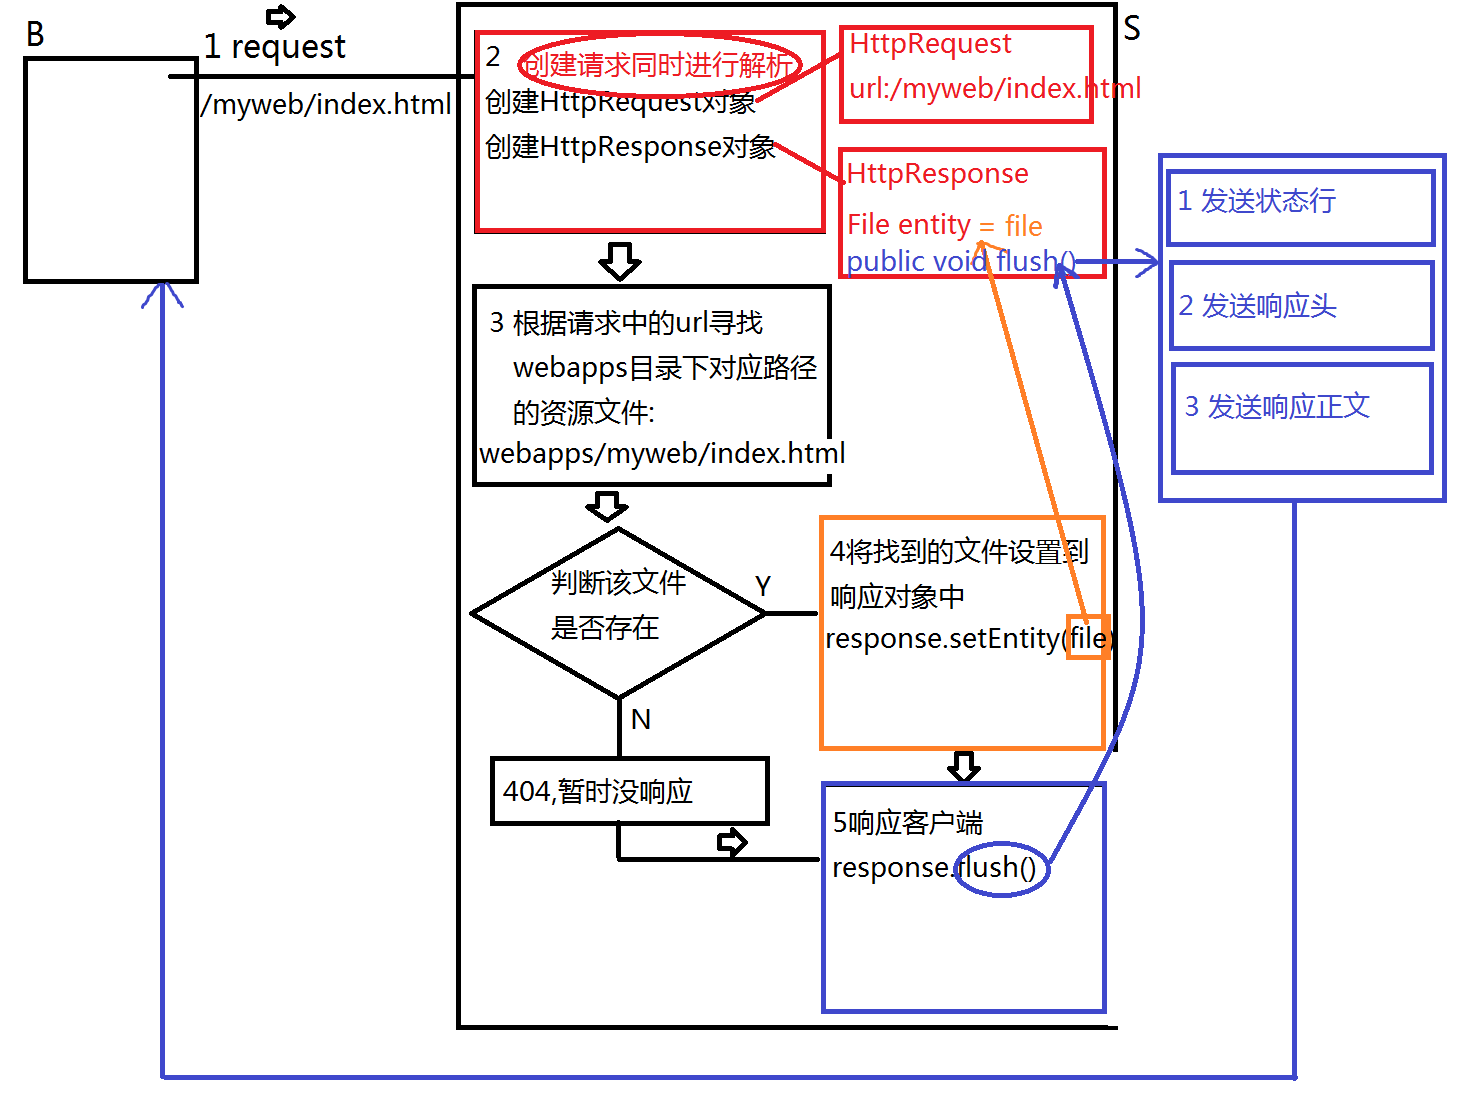 B
1 request
/myweb/index.html
S
2
创建请求同时进行解析
创建HttpRequest对象
创建HttpResponse对象
HttpRequest
url:/myweb/index.html
HttpResponse
File entity = file
public void flush()
1 发送状态行
2 发送响应头
3 发送响应正文
3 根据请求中的url寻找
webapps目录下对应路径
的资源文件:
webapps/myweb/index.html
判断该文件
是否存在
Y
N
4将找到的文件设置到
响应对象中
response.setEntity(file)
404,暂时没响应
5响应客户端
response.flush()